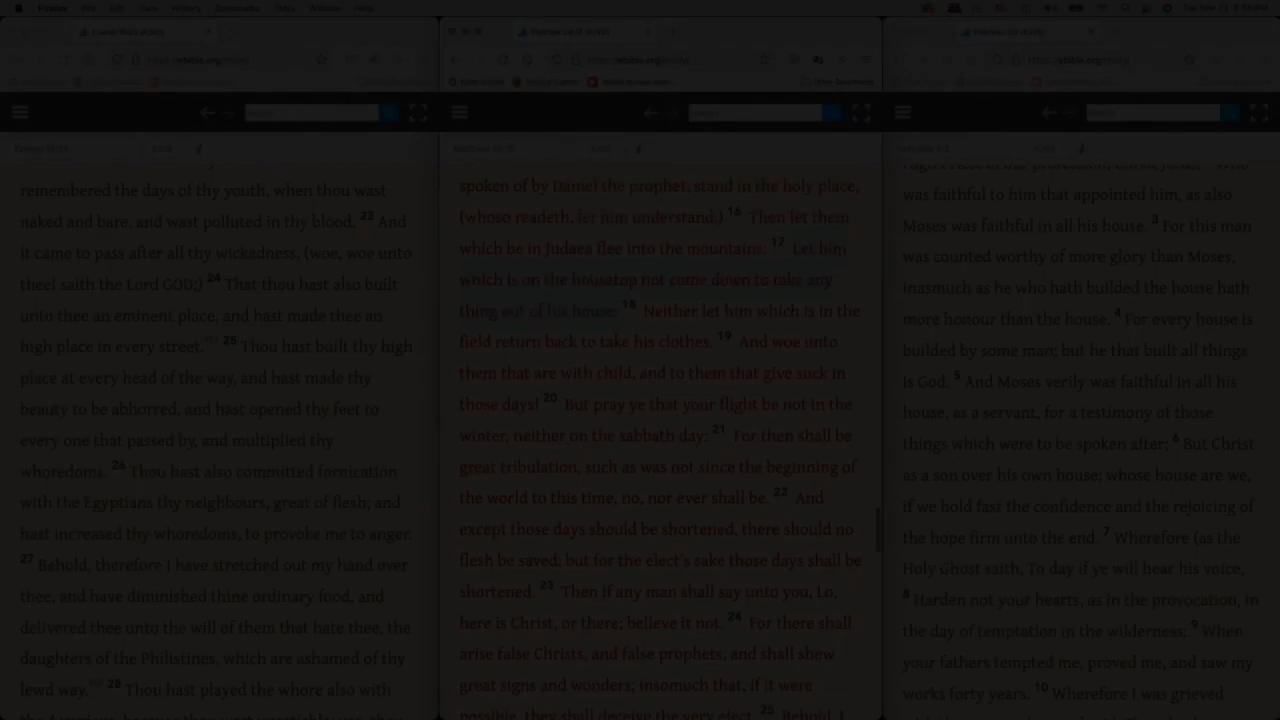 Firefox File Edit View History Bookmarks Tools Window Help
remembered the days of thy youth, when thou wast
naked and bare, and wast polluted in thy blood. 23 And
it came to pass after all thy wickedness, (woe, woe unto
thee! saith the Lord GOD;) 24 That thou hast also built
unto thee an eminent place, and hast made thee an
high place in every street. 25 Thou hast built thy high
place at every head of the way, and hast made thy
beauty to be abhorred, and hast opened thy feet to
every one that passed by, and multiplied thy
whoredoms. 26 Thou hast also committed fornication
with the Egyptians thy neighbours, great of flesh; and
hast increased thy whoredoms, to provoke me to anger.
27 Behold, therefore I have stretched out my hand over
thee, and have diminished thine ordinary food, and
delivered thee unto the will of them that hate thee, the
daughters of the Philistines, which are ashamed of thy
lewd way. 28 Thou hast played the whore also with
spoken of by Daniel the prophet, stand in the holy place,
(whoso readeth, let him understand:) 16 Then let them
which be in Judaea flee into the mountains: 17 Let him
which is on the housetop not come down to take any
thing out of his house: 18 Neither let him which is in the
field return back to take his clothes. 19 And woe unto
them that are with child, and to them that give suck in
those days! 20 But pray ye that your flight be not in the
winter, neither on the sabbath day: 21 For then shall be
great tribulation, such as was not since the beginning of
the world to this time, no, nor ever shall be. 22 And
except those days should be shortened, there should no
flesh be saved: but for the elect's sake those days shall be
shortened. 23 Then if any man shall say unto you, Lo,
here is Christ, or there; believe it not. 24 For there shall
arise false Christs, and false prophets, and shall shew
great signs and wonders; insomuch that, if it were
possible, they shall deceive the very elect. 25 Behold, I
was faithful to him that appointed him, as also
Moses was faithful in all his house. 3 For this man
was counted worthy of more glory than Moses,
inasmuch as he who hath builded the house hath
more honour than the house. 4 For every house is
builded by some man; but he that built all things
is God. 5 And Moses verily was faithful in all his
house, as a servant, for a testimony of those
things which were to be spoken after; 6 But Christ
as a son over his own house; whose house are we,
if we hold fast the confidence and the rejoicing of
the hope firm unto the end. 7 Wherefore (as the
Holy Ghost saith, To day if ye will hear his voice,
8 Harden not your hearts, as in the provocation, in
the day of temptation in the wilderness: 9 When
your fathers tempted me, proved me, and saw my
works forty years. 10 Wherefore I was grieved